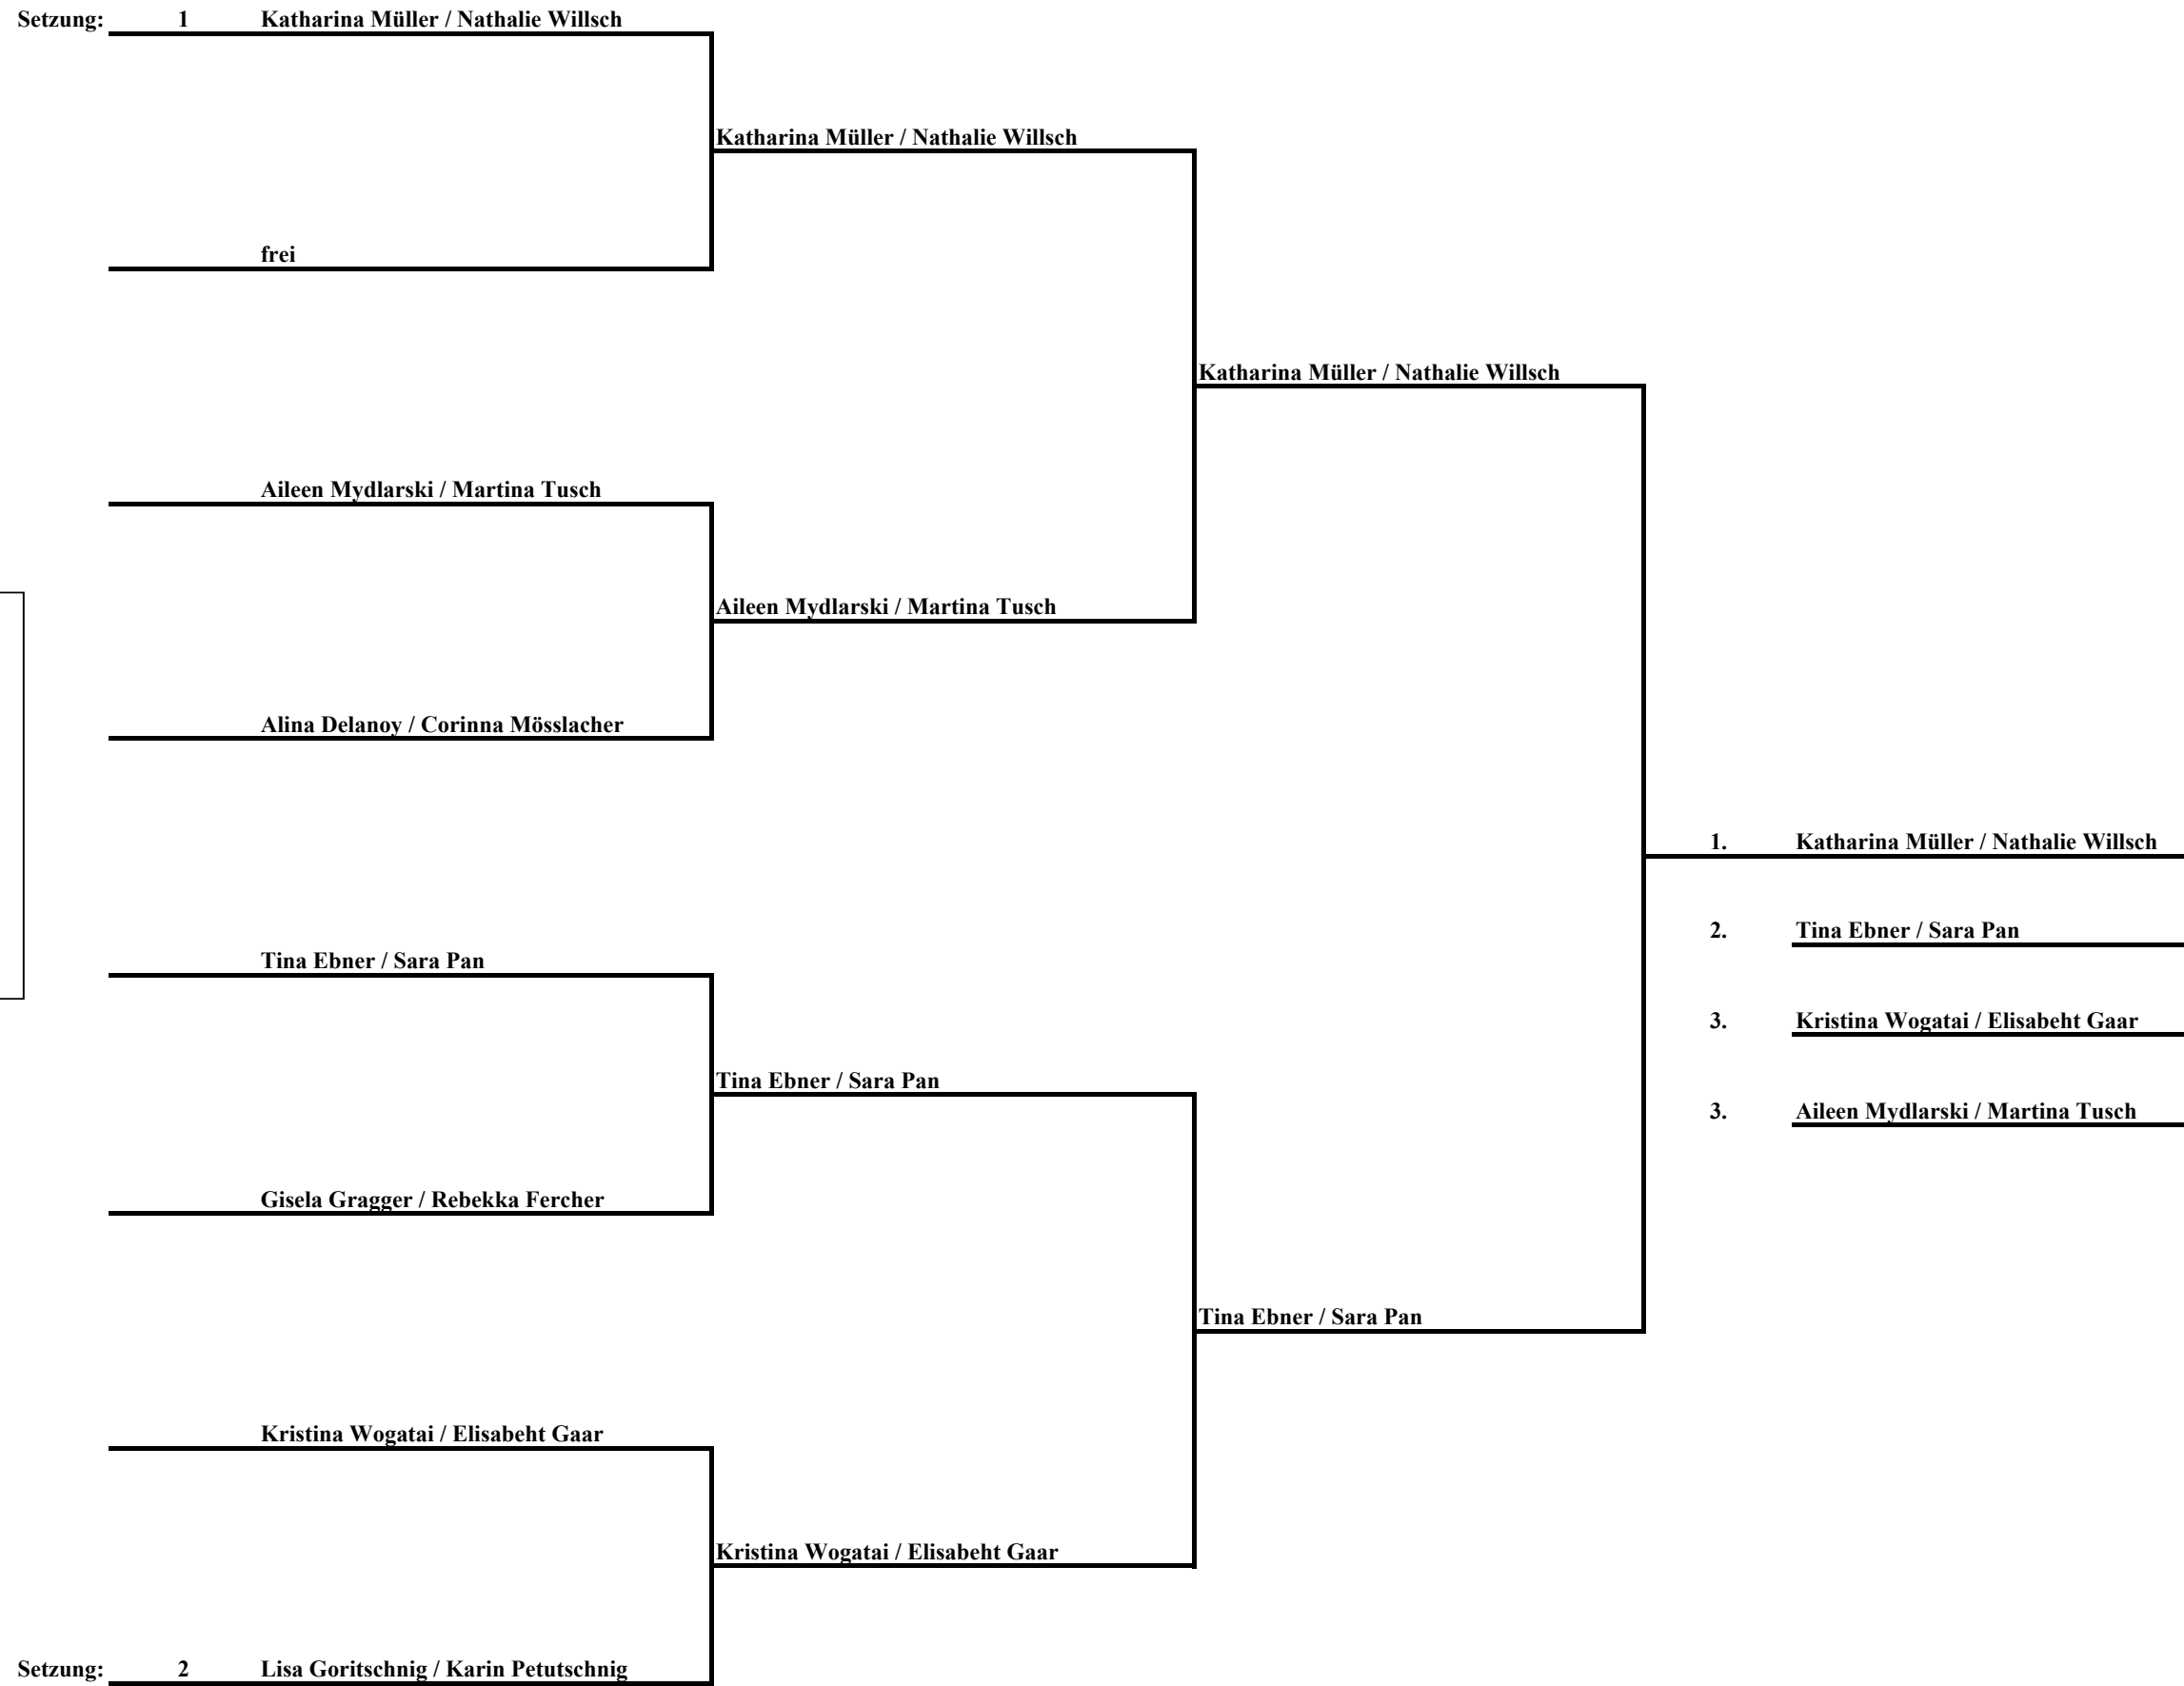 Setzung: 1 Katharina Müller / Nathalie Willsch
Katharina Müller / Nathalie Willsch
frei
Katharina Müller / Nathalie Willsch
Aileen Mydlarski / Martina Tusch
Aileen Mydlarski / Martina Tusch
Alina Delanoy / Corinna Mösslacher
1. Katharina Müller / Nathalie Willsch
2. Tina Ebner / Sara Pan
Tina Ebner / Sara Pan
3. Kristina Wogatai / Elisabeht Gaar
Tina Ebner / Sara Pan
3. Aileen Mydlarski / Martina Tusch
Gisela Gragger / Rebekka Fercher
Tina Ebner / Sara Pan
Kristina Wogatai / Elisabeht Gaar
Kristina Wogatai / Elisabeht Gaar
Setzung: 2 Lisa Goritschnig / Karin Petutschnig